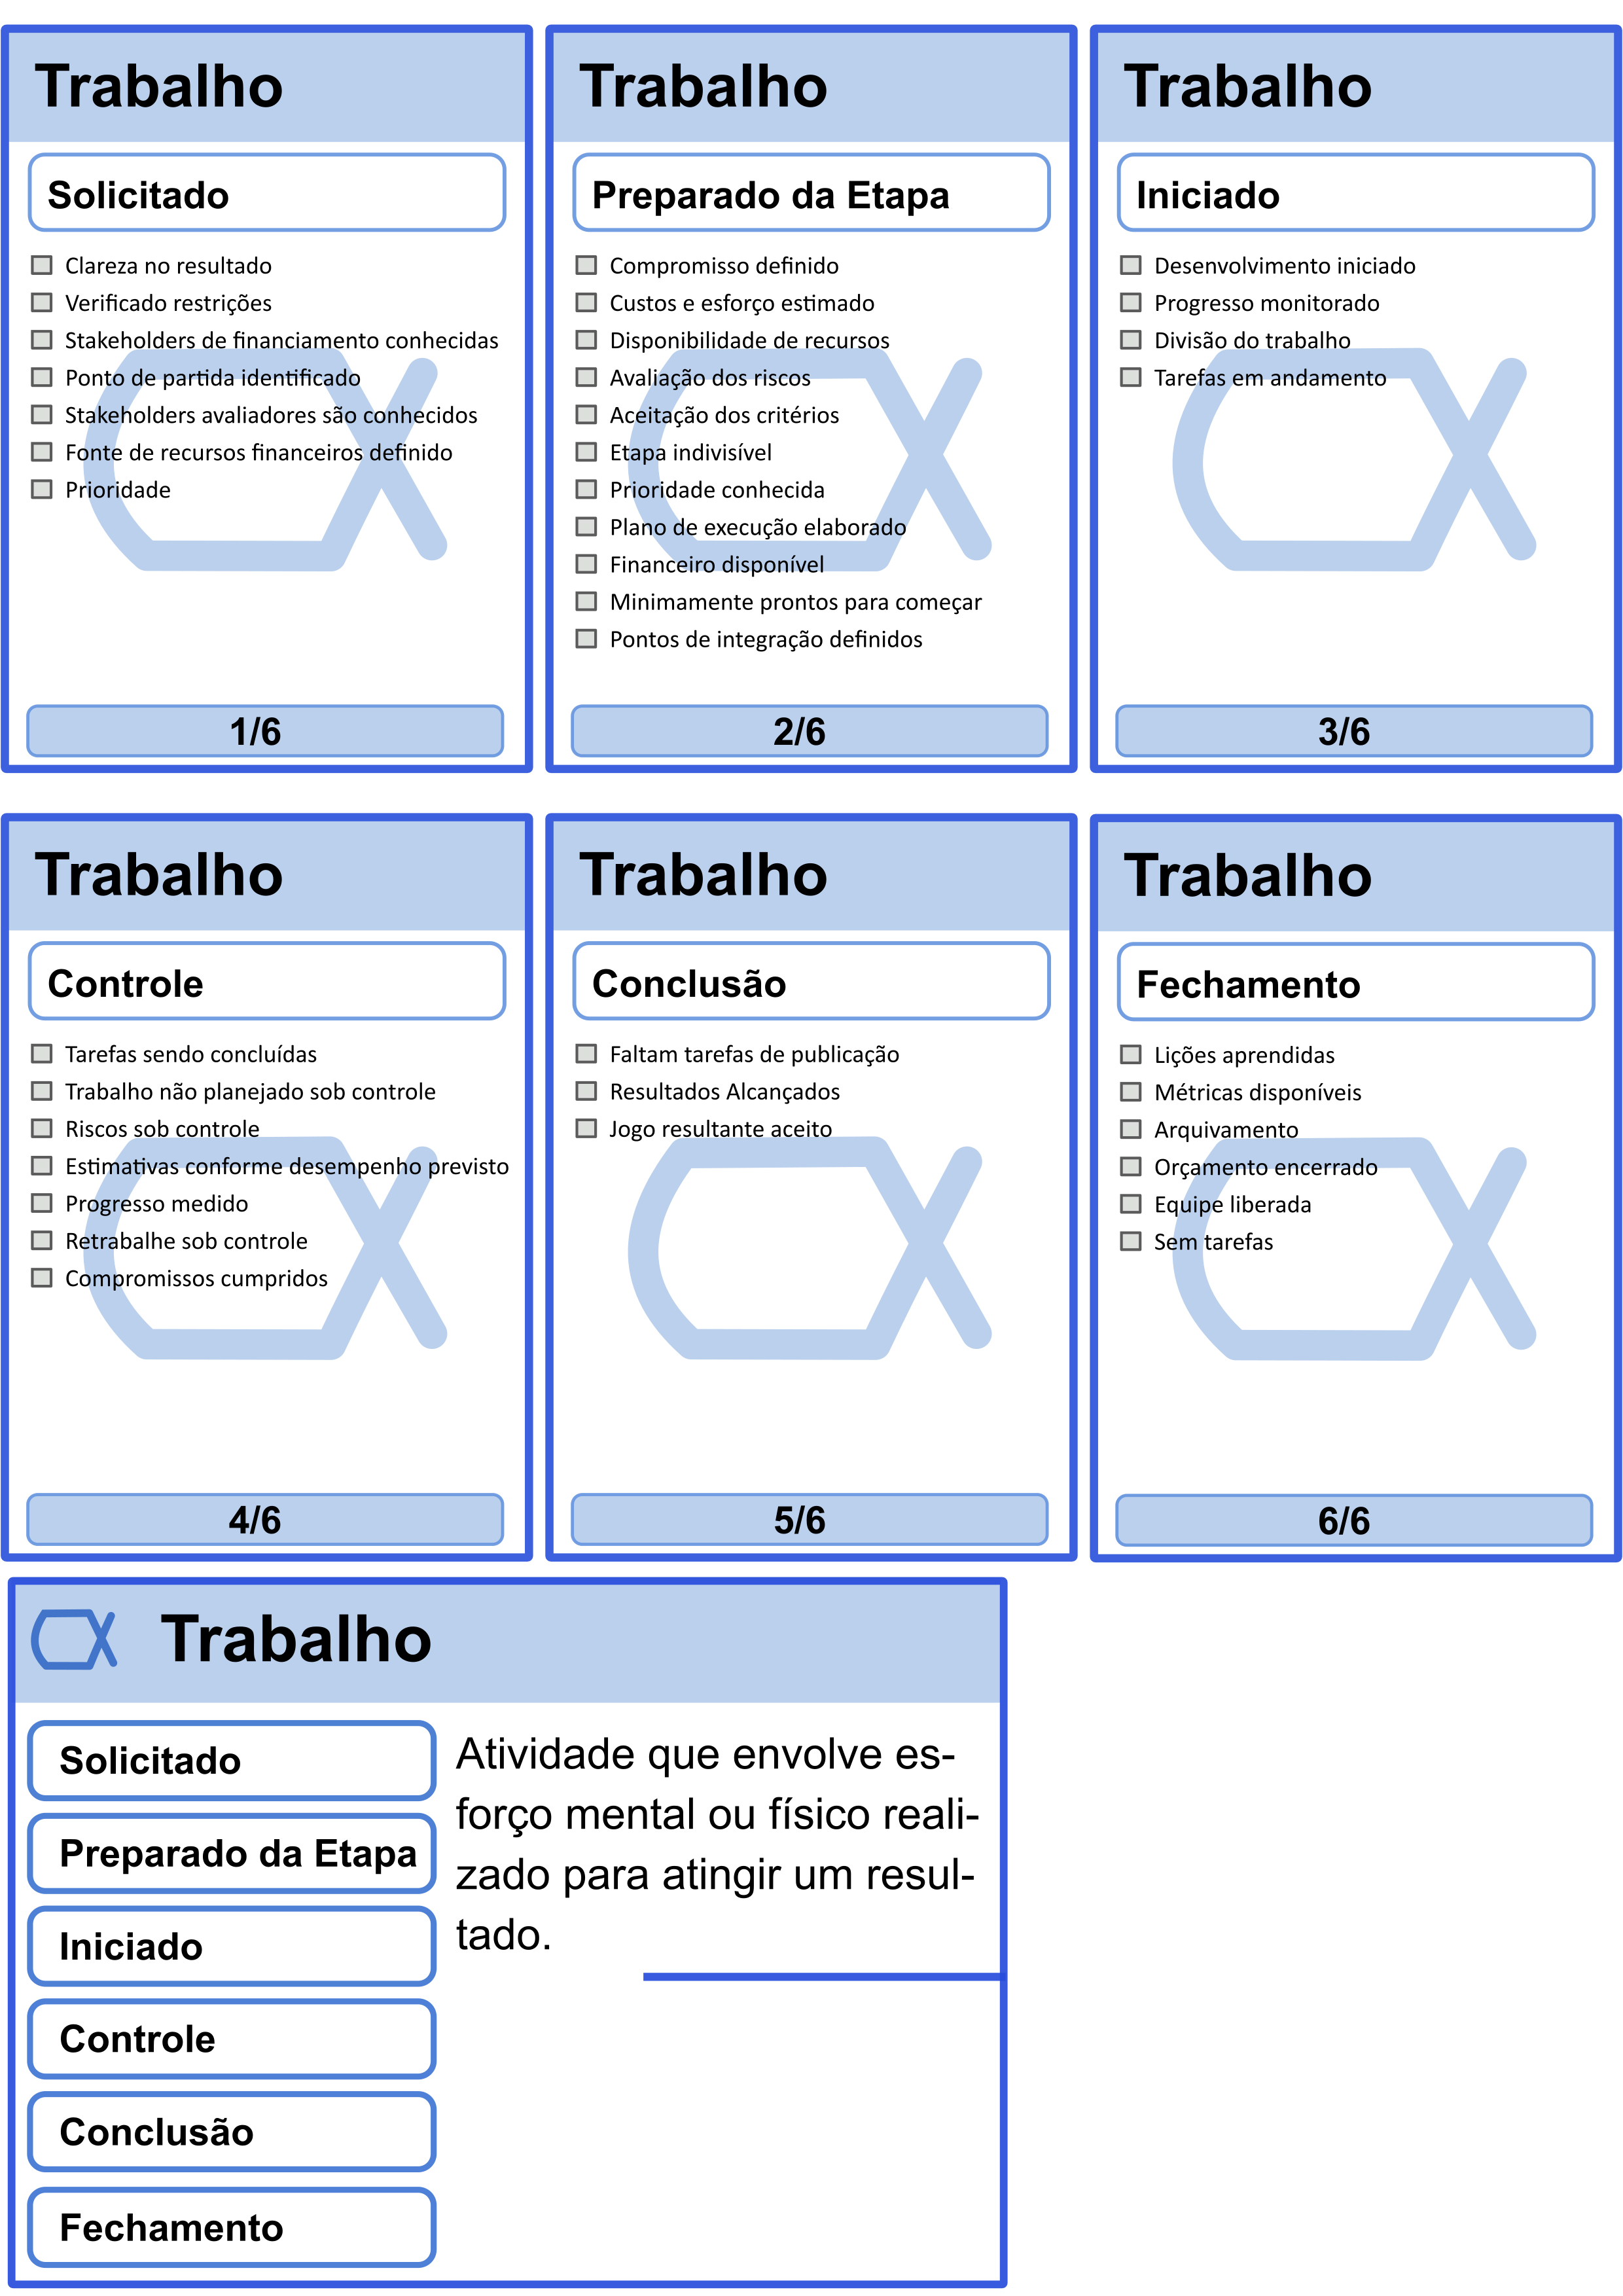 Trabalho
Solicitado
Clareza no resultado
Verificado restrições
Stakeholders de financiamento conhecidas
Ponto de partida identificado
Stakeholders avaliadores são conhecidos
Fonte de recursos financeiros definido
Prioridade
1/6
Trabalho
Preparado da Etapa
Compromisso definido
Custos e esforço estimado
Disponibilidade de recursos
Avaliação dos riscos
Aceitação dos critérios
Etapa indivisível
Prioridade conhecida
Plano de execução elaborado
Financeiro disponível
Minimamente prontos para começar
Pontos de integração definidos
2/6
Trabalho
Iniciado
Desenvolvimento iniciado
Progresso monitorado
Divisão do trabalho
Tarefas em andamento
3/6
Trabalho
Controle
Tarefas sendo concluídas
Trabalho não planejado sob controle
Riscos sob controle
Estimativas conforme desempenho previsto
Progresso medido
Retrabalhe sob controle
Compromissos cumpridos
4/6
Trabalho
Conclusão
Faltam tarefas de publicação
Resultados Alcançados
Jogo resultante aceito
5/6
Trabalho
Fechamento
Lições aprendidas
Métricas disponíveis
Arquivamento
Orçamento encerrado
Equipe liberada
Sem tarefas
6/6
Trabalho
Solicitado
Preparado da Etapa
Iniciado
Controle
Conclusão
Fechamento
Atividade que envolve es-
forço mental ou físico reali-
zado para atingir um resul-
tado.